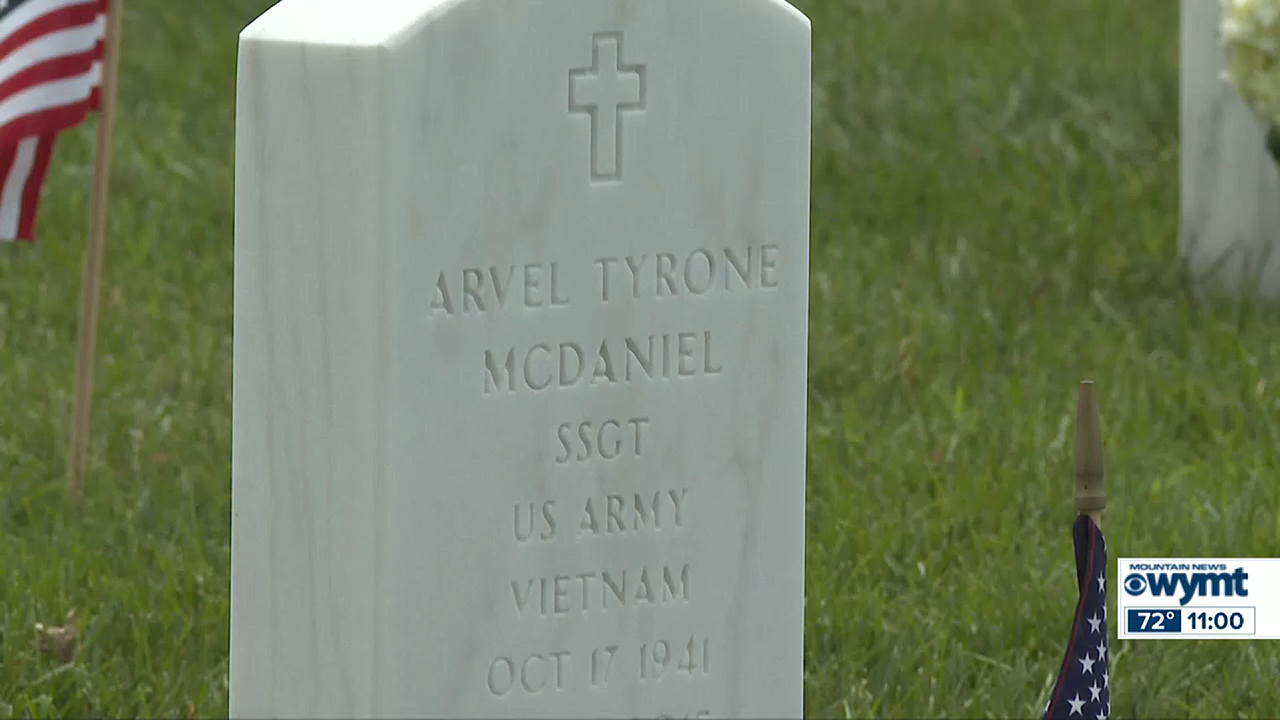 ARVEL TYRONE
MCDANIEL
SSGT
US ARMY
VIETNAM
OCT 17 1941
MOUNTAIN NEWS
wymt
72° 11:00